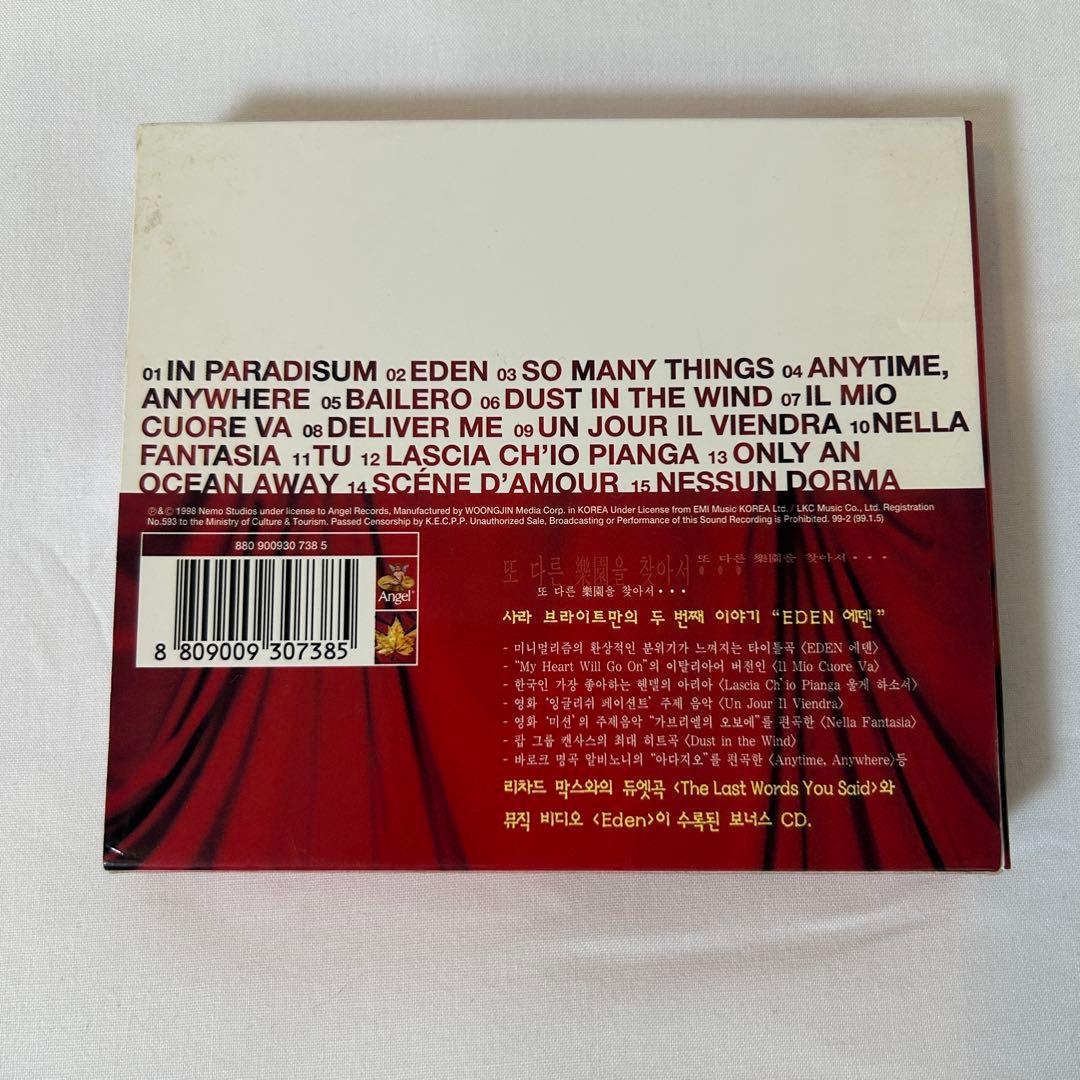 01 IN PARADISUM 02 EDEN 03 SO MANY THINGS 04 ANYTIME,
ANYWHERE 05 BAILERO 06 DUST IN THE WIND 07 IL MIO
CUORE VA 08 DELIVER ME 09 UN JOUR IL VIENDRA 10 NELLA
FANTASIA 11 TU 12 LASCIA CH'IO PIANGA 13 ONLY AN
OCEAN AWAY 14 SCÉNE D'AMOUR 15 NESSUN DORMA
℗&© 1998 Nemo Studios under license to Angel Records, Manufactured by WOONGJIN Media Corp. in KOREA Under License from EMI Music KOREA Ltd. / LKC Music Co., Ltd. Registration
No.593 to the Ministry of Culture & Tourism. Passed Censorship by K.E.C.P.P. Unauthorized Sale, Broadcasting or Performance of this Sound Recording is Prohibited. 99-2 (99.1.5)
880 900930 738 5
Angel®
8 809009 307385
또 다른 樂園을 찾아서 • • •
또 다른 樂園을 찾아서 • • •
또 다른 樂園을 찾아서 • • •
사라 브라이트만의 두 번째 이야기 “EDEN 에덴”
- 미니멀리즘의 환상적인 분위기가 느껴지는 타이틀곡 〈EDEN 에덴〉
- “My Heart Will Go On”의 이탈리아어 버전인 〈Il Mio Cuore Va〉
- 한국인 가장 좋아하는 헨델의 아리아 〈Lascia Ch'io Pianga 울게 하소서〉
- 영화 ‘잉글리쉬 페이션트’ 주제 음악 〈Un Jour Il Viendra〉
- 영화 ‘미션’의 주제음악 “가브리엘의 오보에”를 편곡한 〈Nella Fantasia〉
- 팝 그룹 캔사스의 최대 히트곡 〈Dust in the Wind〉
- 바로크 명곡 알비노니의 “아다지오”를 편곡한 〈Anytime, Anywhere〉등
리차드 막스와의 듀엣곡 〈The Last Words You Said〉와
뮤직 비디오 〈Eden〉이 수록된 보너스 CD.